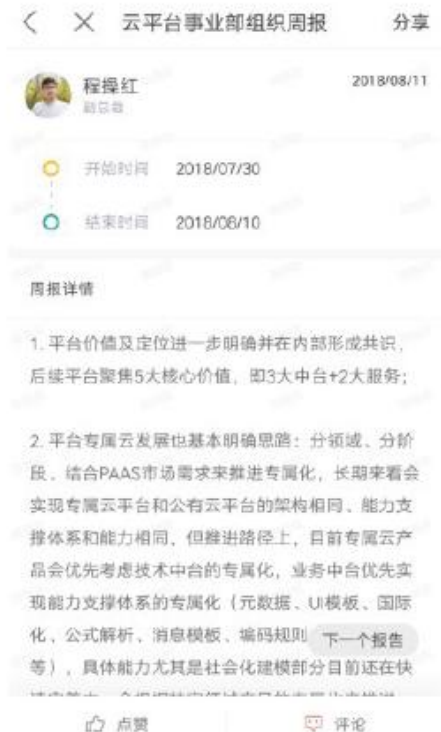 云平台事业部组织周报
分享
程操红
2018/08/11
副总裁
开始时间 2018/07/30
结束时间 2018/08/10
周报详情
1. 平台价值及定位进一步明确并在内部形成共识，
后续平台聚焦5大核心价值，即3大中台+2大服务；
2. 平台专属云发展也基本明确思路：分领域、分阶
段、结合PAAS市场需求来推进专属化，长期来看会
实现专属云平台和公有云平台的架构相同、能力支
撑体系和能力相同，但推进路径上，目前专属云产
品会优先考虑技术中台的专属化，业务中台优先实
现能力支撑体系的专属化（元数据、UI模板、国际
化、公式解析、消息模板、编码规则
下一个报告
等），具体能力尤其是社会化建模部分目前还在快
点赞
评论